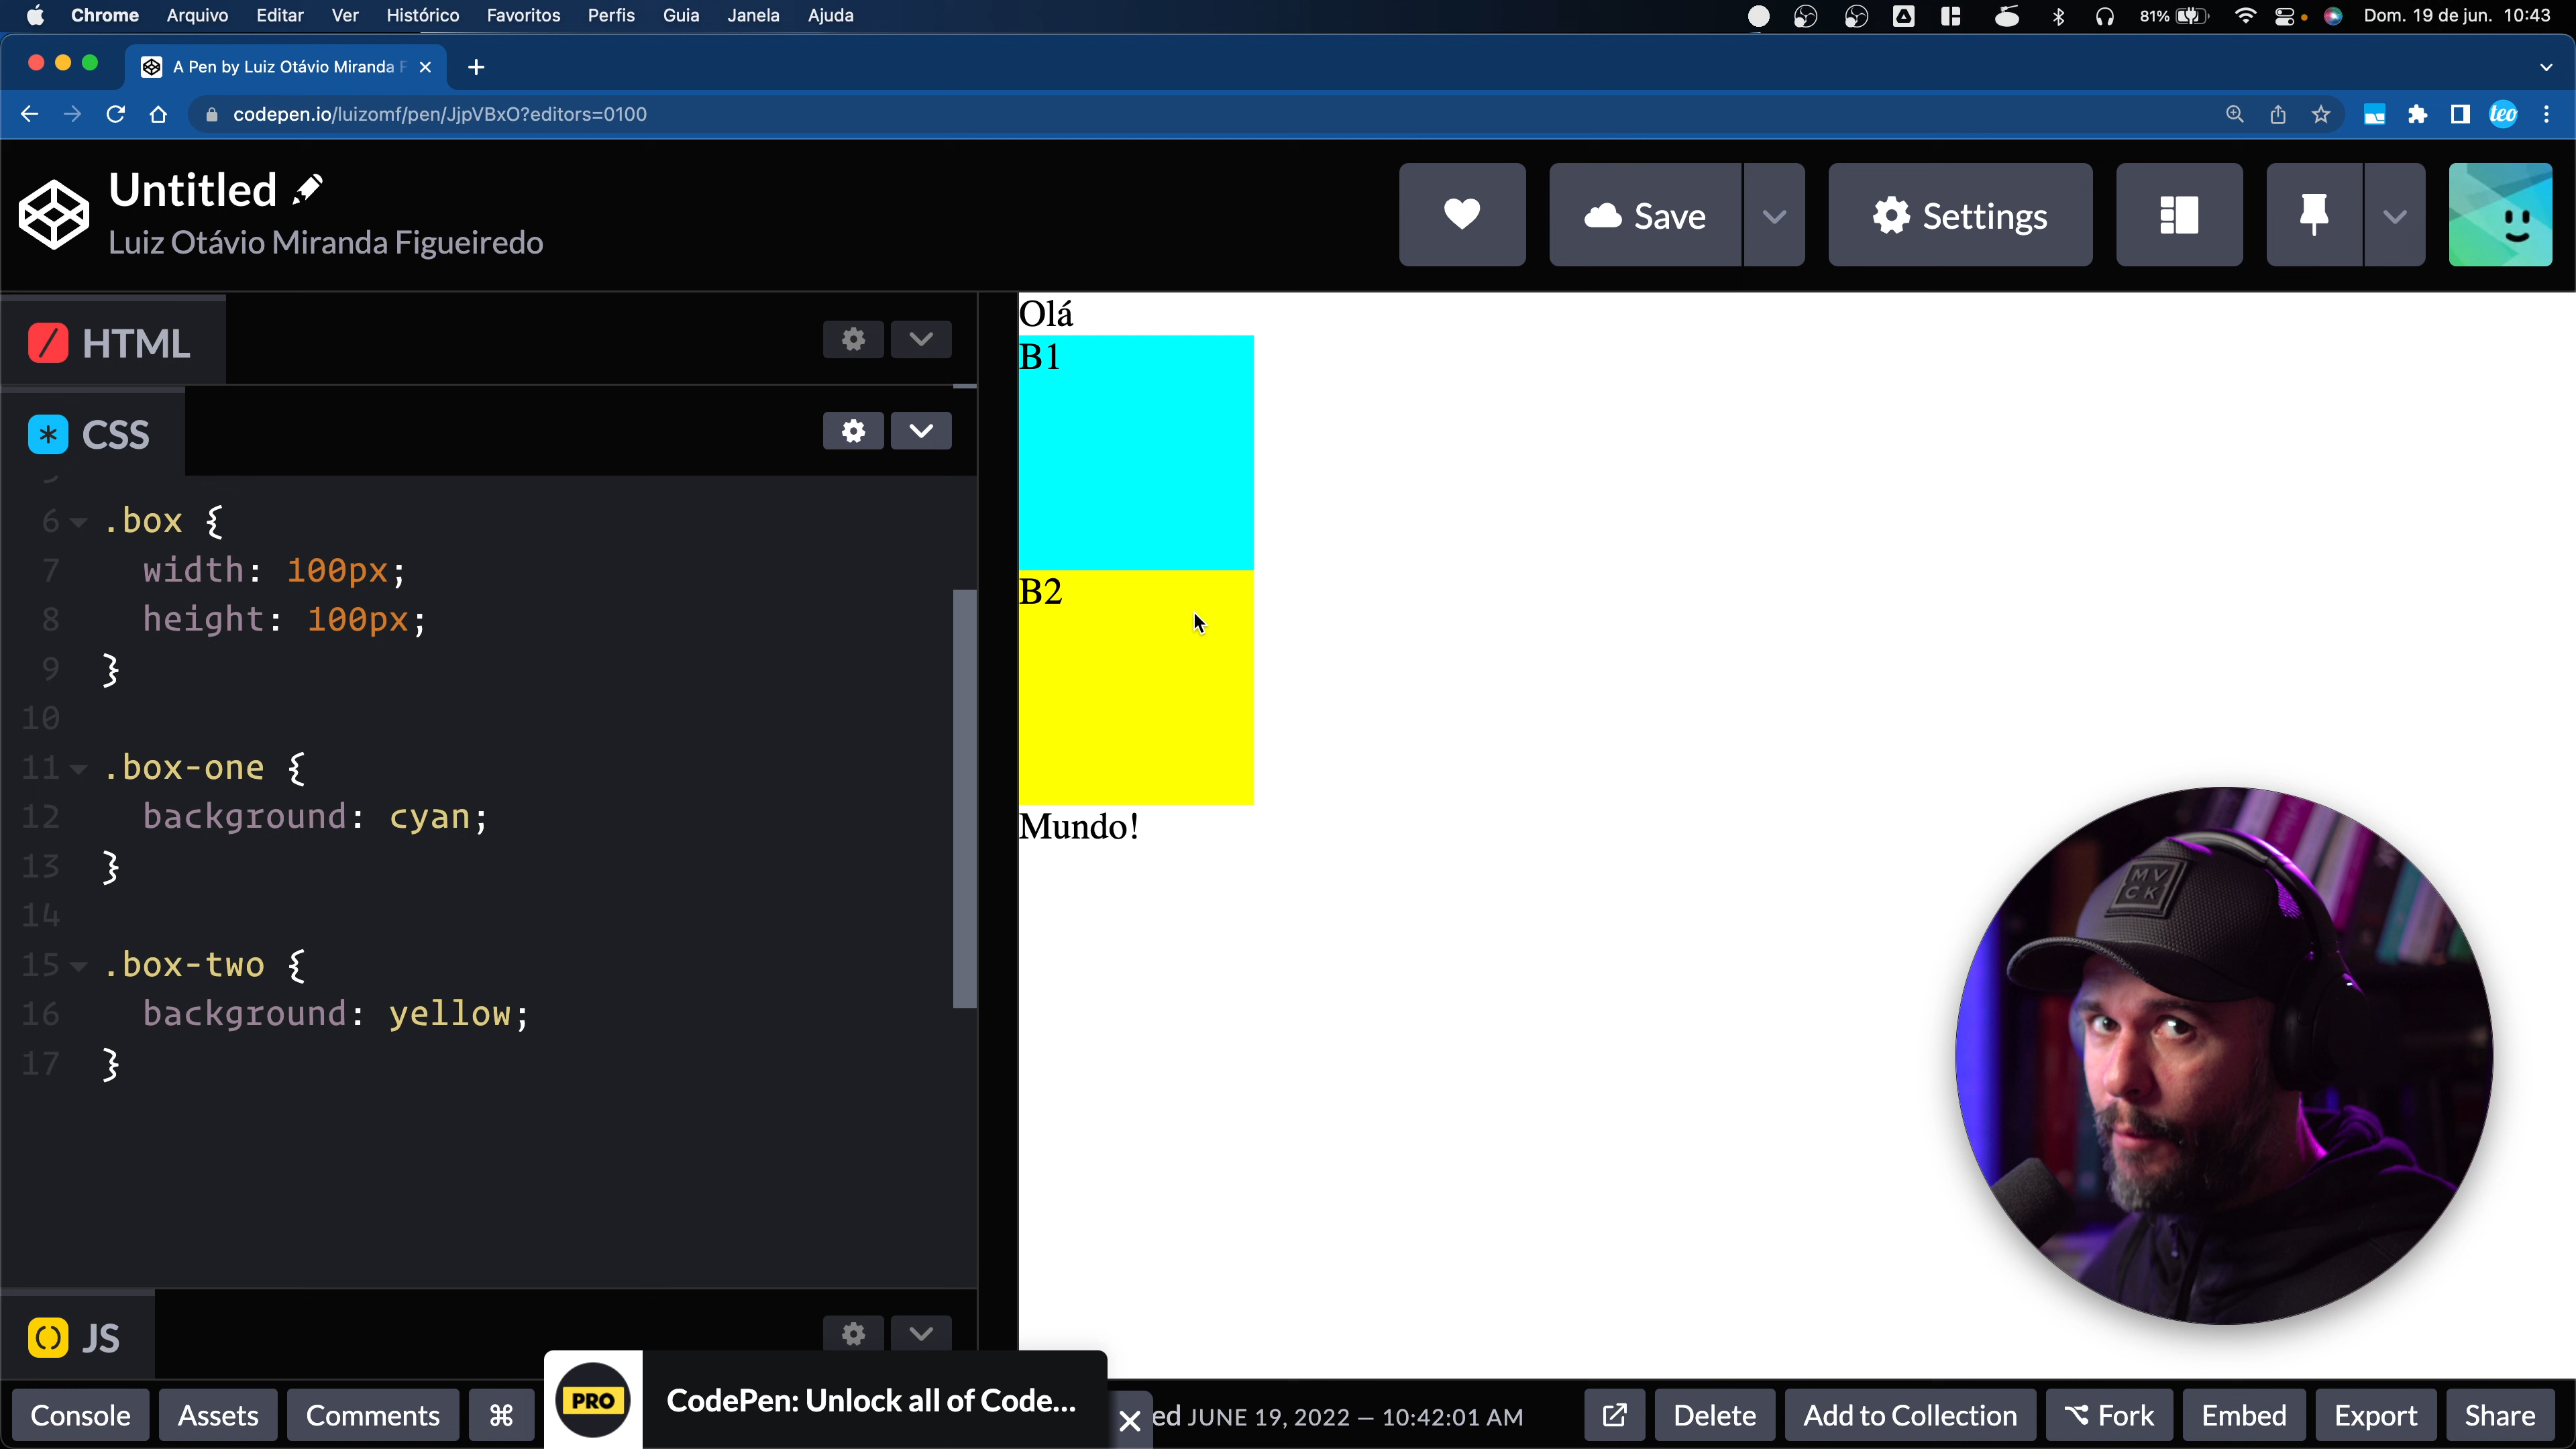 Chrome Arquivo Editar Ver Histórico Favoritos Perfis Guia Janela Ajuda 81% Dom. 19 de jun. 10:43
A Pen by Luiz Otávio Miranda F
codepen.io/luizomf/pen/JjpVBxO?editors=0100
teo
Untitled
Luiz Otávio Miranda Figueiredo
Save
Settings
HTML
CSS
6 .box {
7 width: 100px;
8 height: 100px;
9 }
10
11 .box-one {
12 background: cyan;
13 }
14
15 .box-two {
16 background: yellow;
17 }
JS
Olá
B1
B2
Mundo!
MV
CK
PRO
CodePen: Unlock all of Code...
Console Assets Comments ⌘ ed JUNE 19, 2022 — 10:42:01 AM Delete Add to Collection Fork Embed Export Share